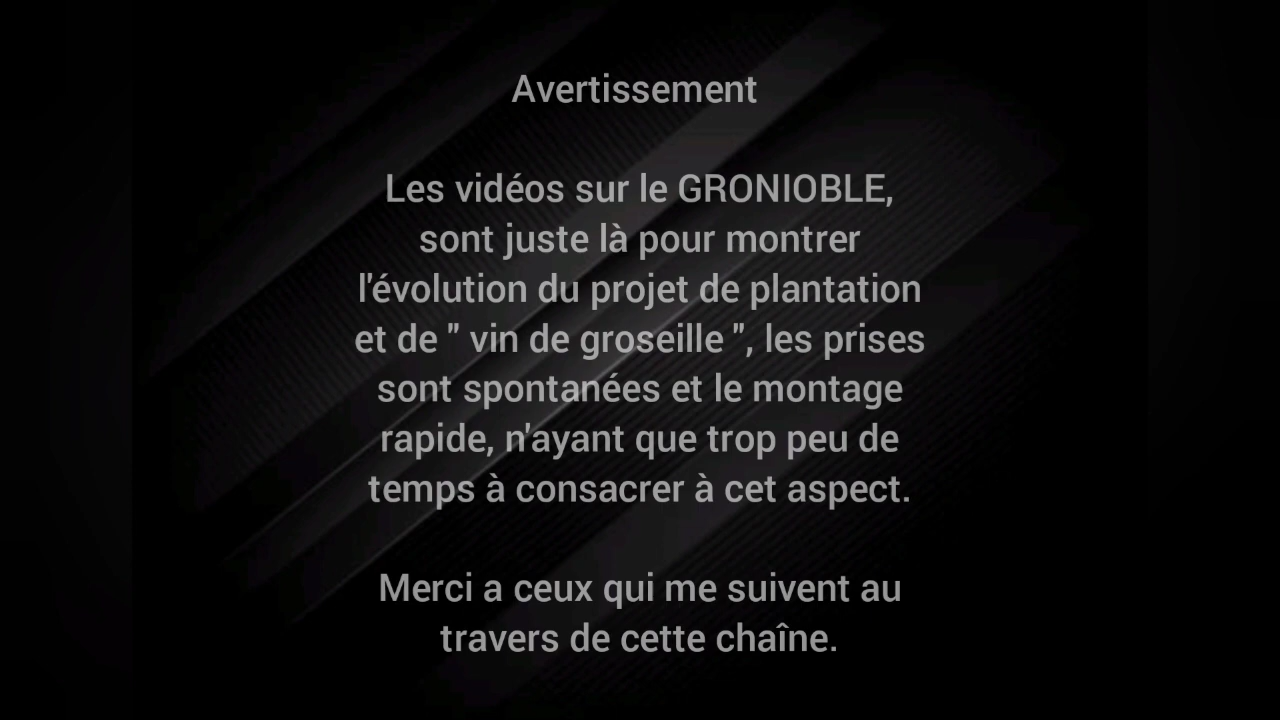 Avertissement
Les vidéos sur le GRONIOBLE,
sont juste là pour montrer
l'évolution du projet de plantation
et de " vin de groseille ", les prises
sont spontanées et le montage
rapide, n'ayant que trop peu de
temps à consacrer à cet aspect.
Merci a ceux qui me suivent au
travers de cette chaîne.